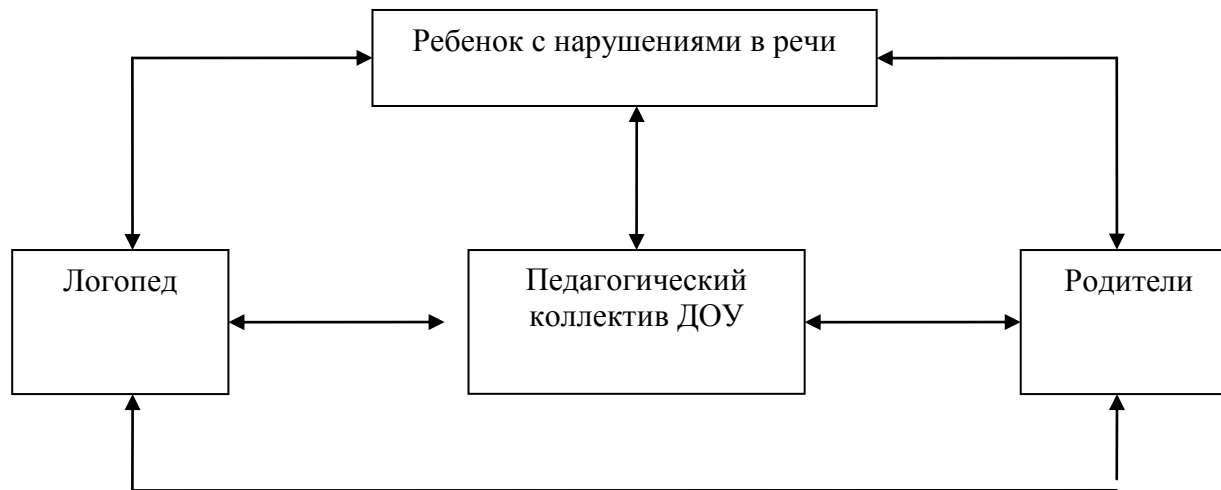 Ребенок с нарушениями в речи
Логопед
Педагогический
коллектив ДОУ
Родители